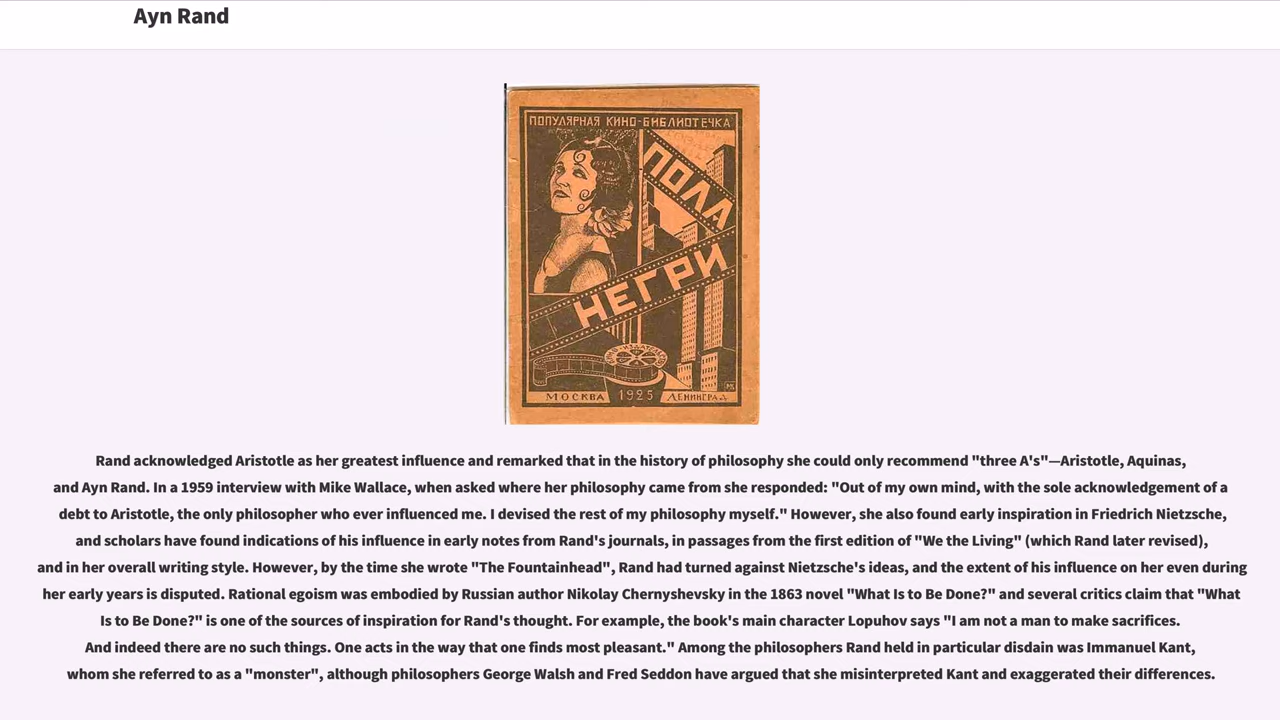 Ayn Rand
ПОПУЛЯРНАЯ КИНО-БИБЛИОТЕЧКА
ПОЛА
НЕГРИ
МОСКВА 1925 ЛЕНИНГРАД
Rand acknowledged Aristotle as her greatest influence and remarked that in the history of philosophy she could only recommend "three A's"—Aristotle, Aquinas,
and Ayn Rand. In a 1959 interview with Mike Wallace, when asked where her philosophy came from she responded: "Out of my own mind, with the sole acknowledgement of a
debt to Aristotle, the only philosopher who ever influenced me. I devised the rest of my philosophy myself." However, she also found early inspiration in Friedrich Nietzsche,
and scholars have found indications of his influence in early notes from Rand's journals, in passages from the first edition of "We the Living" (which Rand later revised),
and in her overall writing style. However, by the time she wrote "The Fountainhead", Rand had turned against Nietzsche's ideas, and the extent of his influence on her even during
her early years is disputed. Rational egoism was embodied by Russian author Nikolay Chernyshevsky in the 1863 novel "What Is to Be Done?" and several critics claim that "What
Is to Be Done?" is one of the sources of inspiration for Rand's thought. For example, the book's main character Lopuhov says "I am not a man to make sacrifices.
And indeed there are no such things. One acts in the way that one finds most pleasant." Among the philosophers Rand held in particular disdain was Immanuel Kant,
whom she referred to as a "monster", although philosophers George Walsh and Fred Seddon have argued that she misinterpreted Kant and exaggerated their differences.